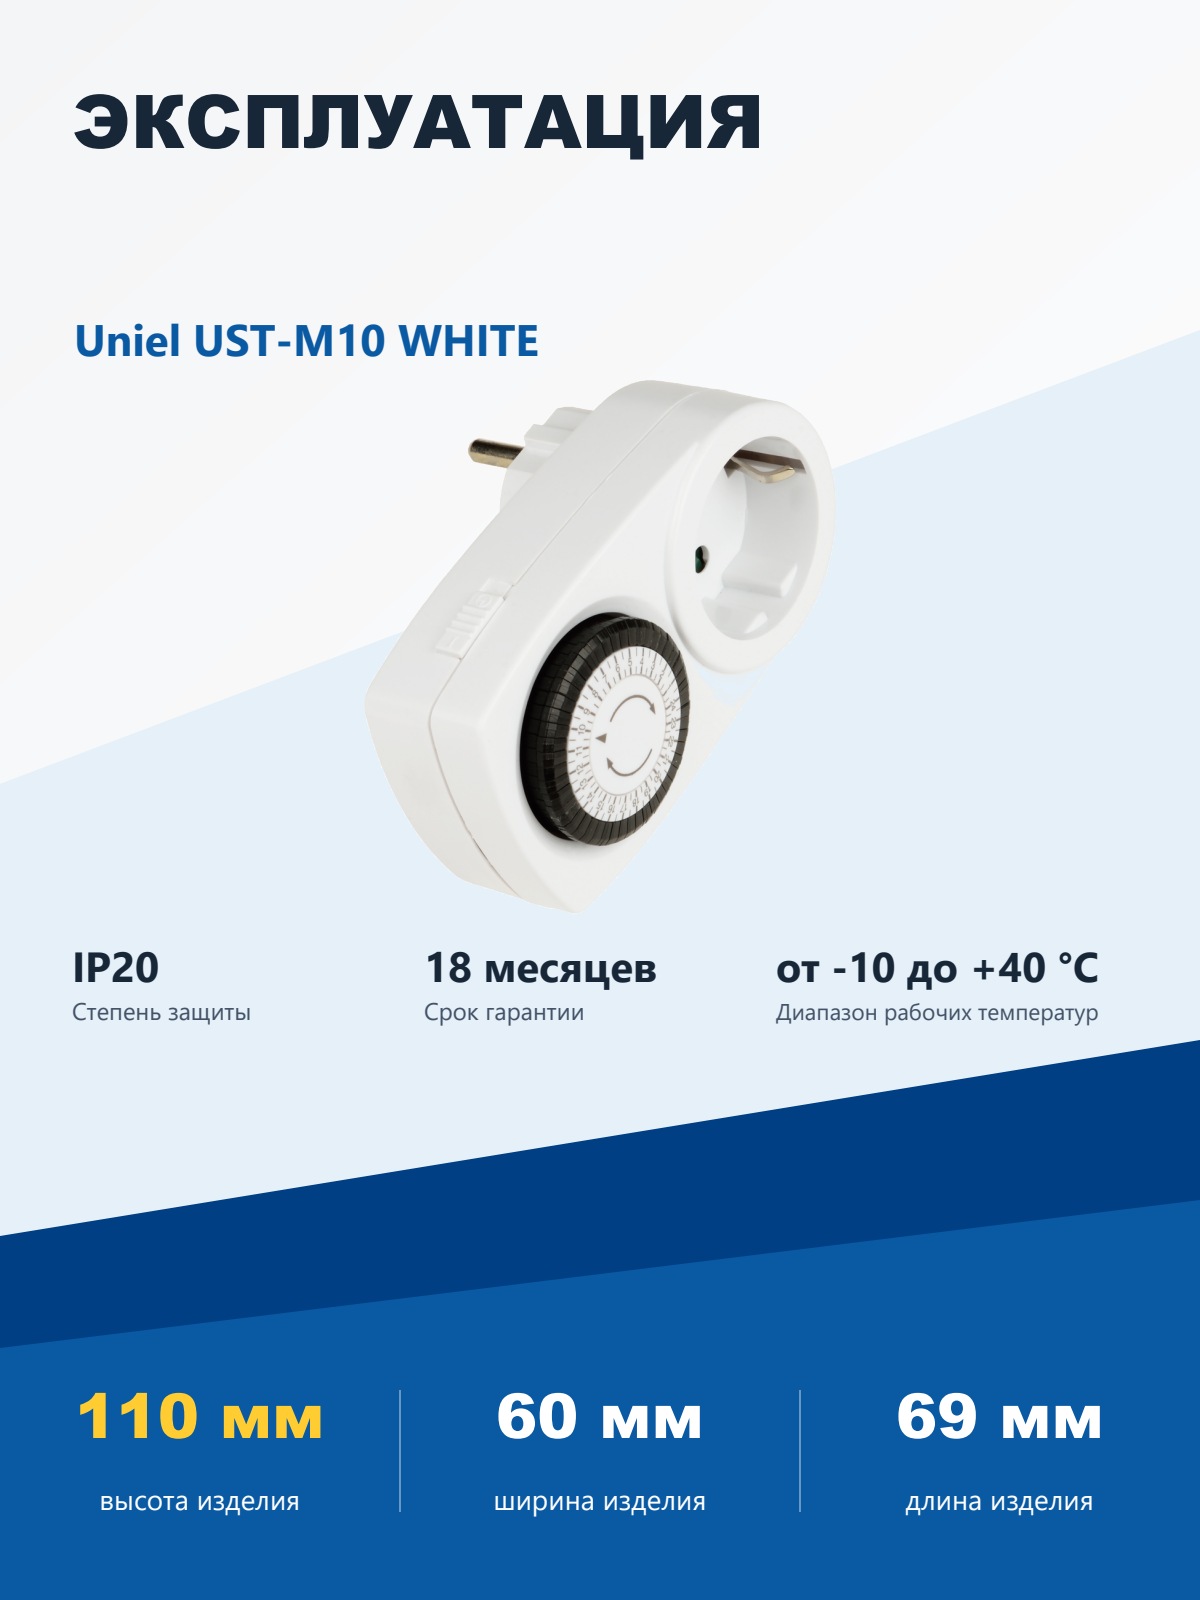 ЭКСПЛУАТАЦИЯ
Uniel UST-M10 WHITE
IP20
Степень защиты
18 месяцев
Срок гарантии
от -10 до +40 °C
Диапазон рабочих температур
110 мм
высота изделия
60 мм
ширина изделия
69 мм
длина изделия